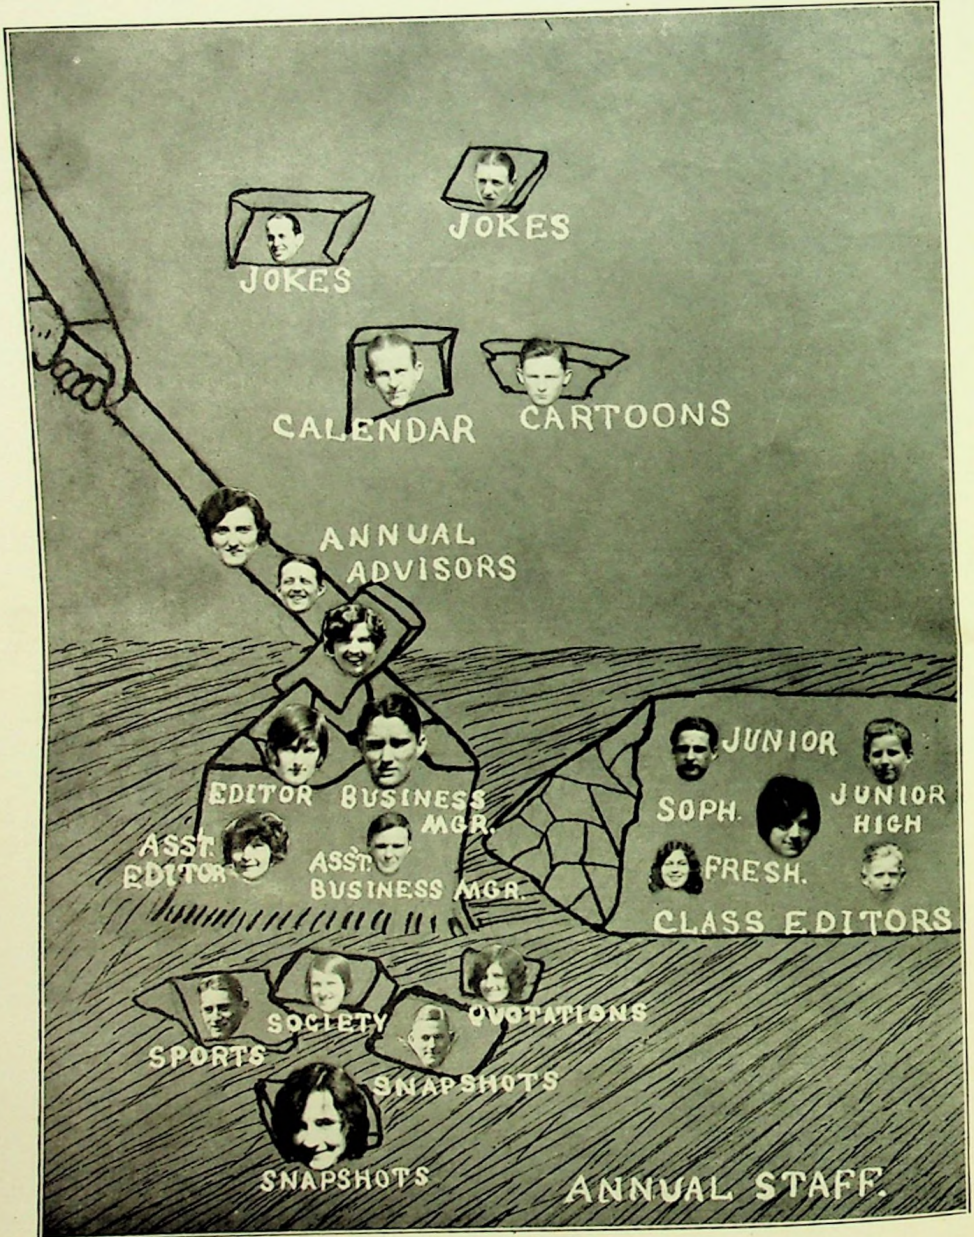 JOKES
JOKES
CALENDAR
CARTOONS
ANNUAL
ADVISORS
EDITOR
BUSINESS
MGR.
ASST.
EDITOR
ASS'T.
BUSINESS MGR.
JUNIOR
SOPH.
JUNIOR
HIGH
FRESH.
CLASS EDITORS
SPORTS
SOCIETY
QUOTATIONS
SNAPSHOTS
SNAPSHOTS
ANNUAL STAFF.